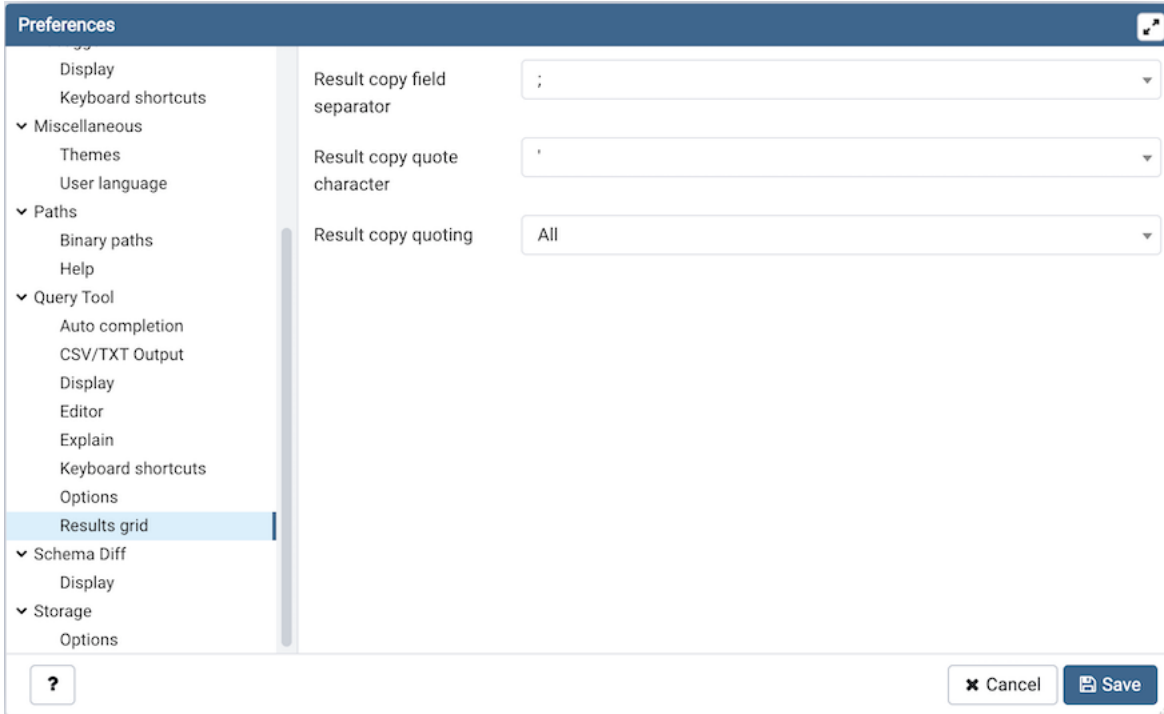 Preferences
Display
Keyboard shortcuts
Miscellaneous
Themes
User language
Paths
Binary paths
Help
Query Tool
Auto completion
CSV/TXT Output
Display
Editor
Explain
Keyboard shortcuts
Options
Results grid
Schema Diff
Display
Storage
Options
Result copy field
separator
;
Result copy quote
character
'
Result copy quoting
All
?
Cancel
Save